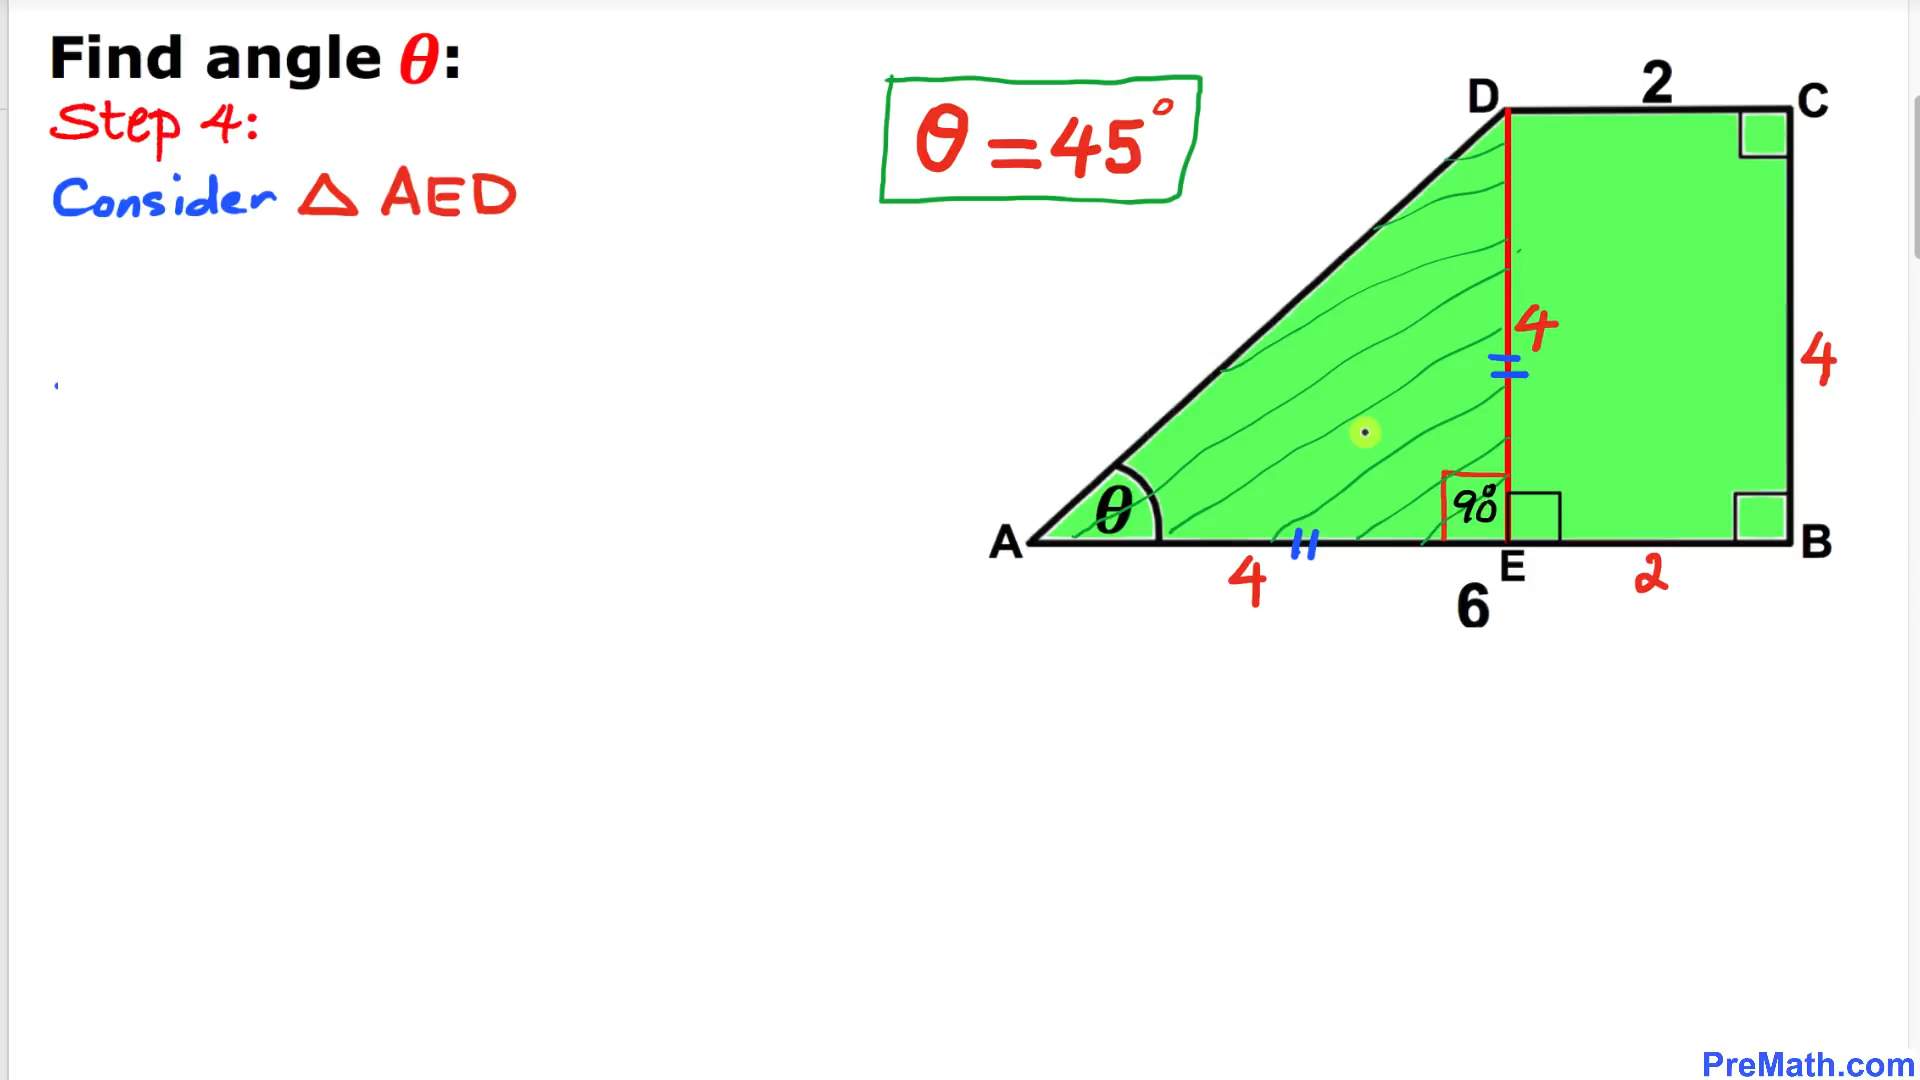 Find angle θ:
Step 4:
Consider △ AED
θ = 45°
D
2
C
4
4
θ
90°
A
B
4
E
2
6
PreMath.com